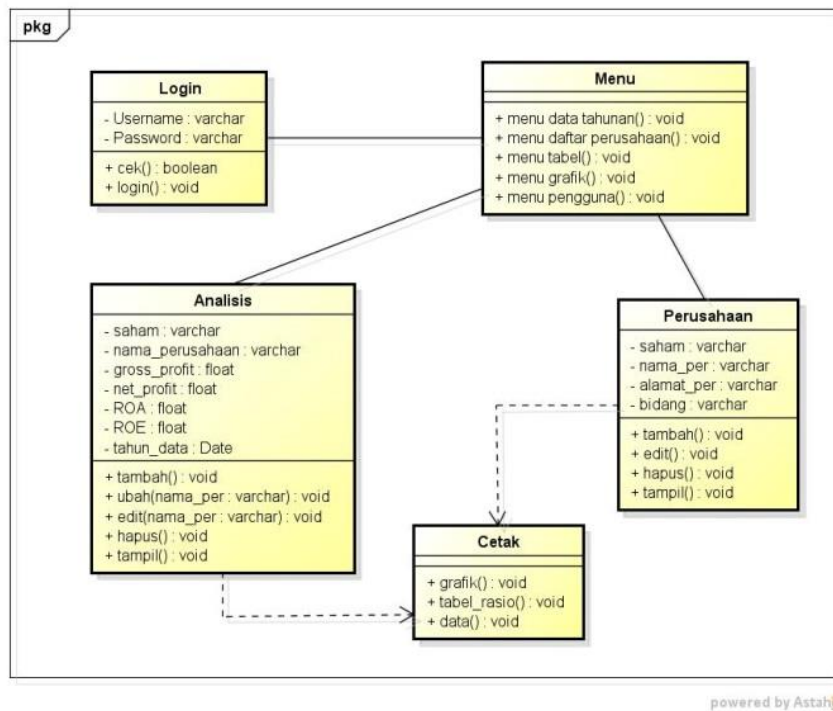 pkg
Login
- Username : varchar
- Password : varchar
+ cek() : boolean
+ login() : void
Menu
+ menu data tahunan() : void
+ menu daftar perusahaan() : void
+ menu tabel() : void
+ menu grafik() : void
+ menu pengguna() : void
Analisis
- saham : varchar
- nama_perusahaan : varchar
- gross_profit : float
- net_profit : float
- ROA : float
- ROE : float
- tahun_data : Date
+ tambah() : void
+ ubah(nama_per : varchar) : void
+ edit(nama_per : varchar) : void
+ hapus() : void
+ tampil() : void
Perusahaan
- saham : varchar
- nama_per : varchar
- alamat_per : varchar
- bidang : varchar
+ tambah() : void
+ edit() : void
+ hapus() : void
+ tampil() : void
Cetak
+ grafik() : void
+ tabel_rasio() : void
+ data() : void
powered by Astah